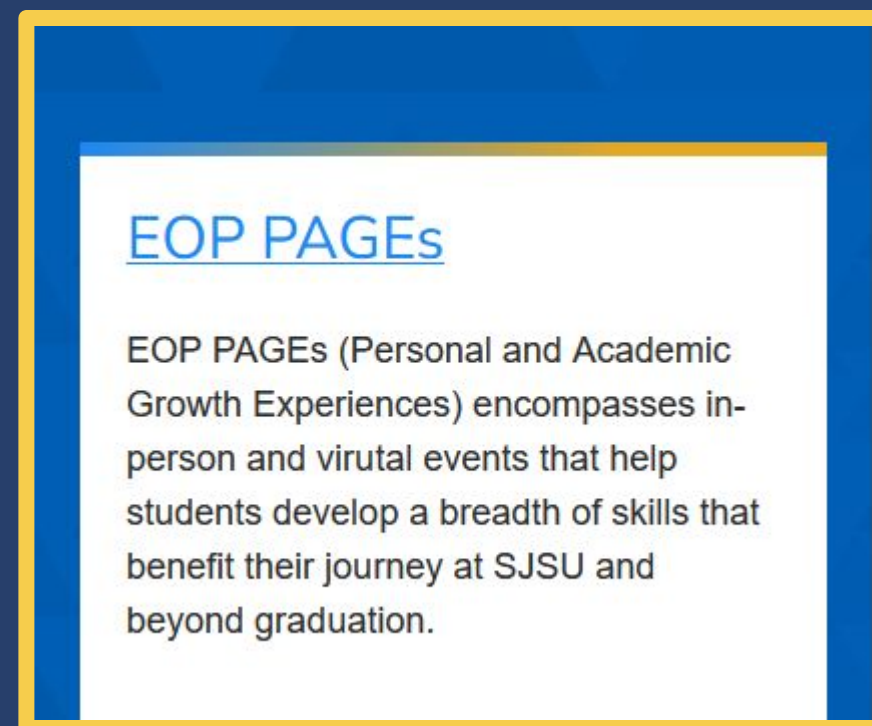 EOP PAGEs
EOP PAGEs (Personal and Academic
Growth Experiences) encompasses in-
person and virutal events that help
students develop a breadth of skills that
benefit their journey at SJSU and
beyond graduation.